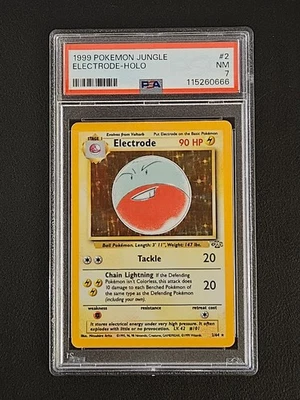 1999 POKEMON JUNGLE #2
ELECTRODE-HOLO NM
7
PSA 115260666
STAGE 1 Evolves from Voltorb Put Electrode on the Basic Pokémon
Electrode 90 HP
Ball Pokémon. Length: 3' 11", Weight: 147 lbs.
Tackle 20
Chain Lightning If the Defending
Pokémon isn't Colorless, this attack does
10 damage to each Benched Pokémon of
the same type as the Defending Pokémon
(including your own).
20
weakness resistance retreat cost
It stores electrical energy under very high pressure. It often
explodes with little or no provocation. LV. 42 #101
2/64 ★